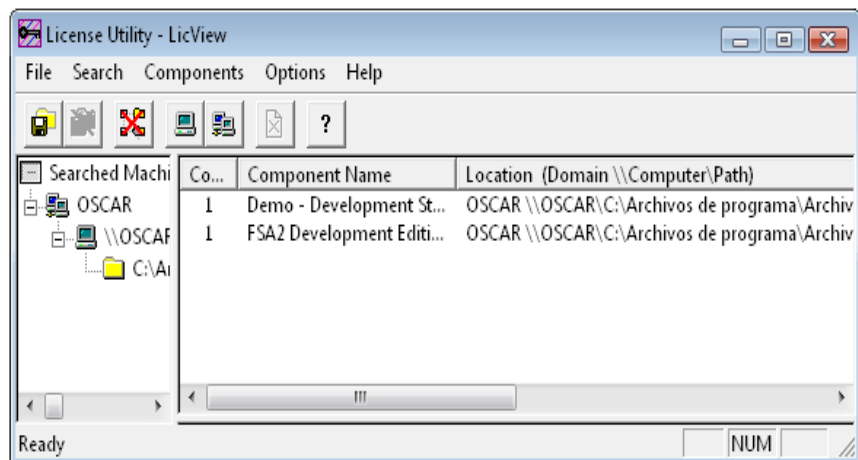 License Utility - LicView
File Search Components Options Help
?
Searched Machi
Co... Component Name Location (Domain \\Computer\Path)
OSCAR
1 Demo - Development St... OSCAR \\OSCAR\C:\Archivos de programa\Archiv
\\OSCAF
1 FSA2 Development Editi... OSCAR \\OSCAR\C:\Archivos de programa\Archiv
C:\Ar
Ready NUM